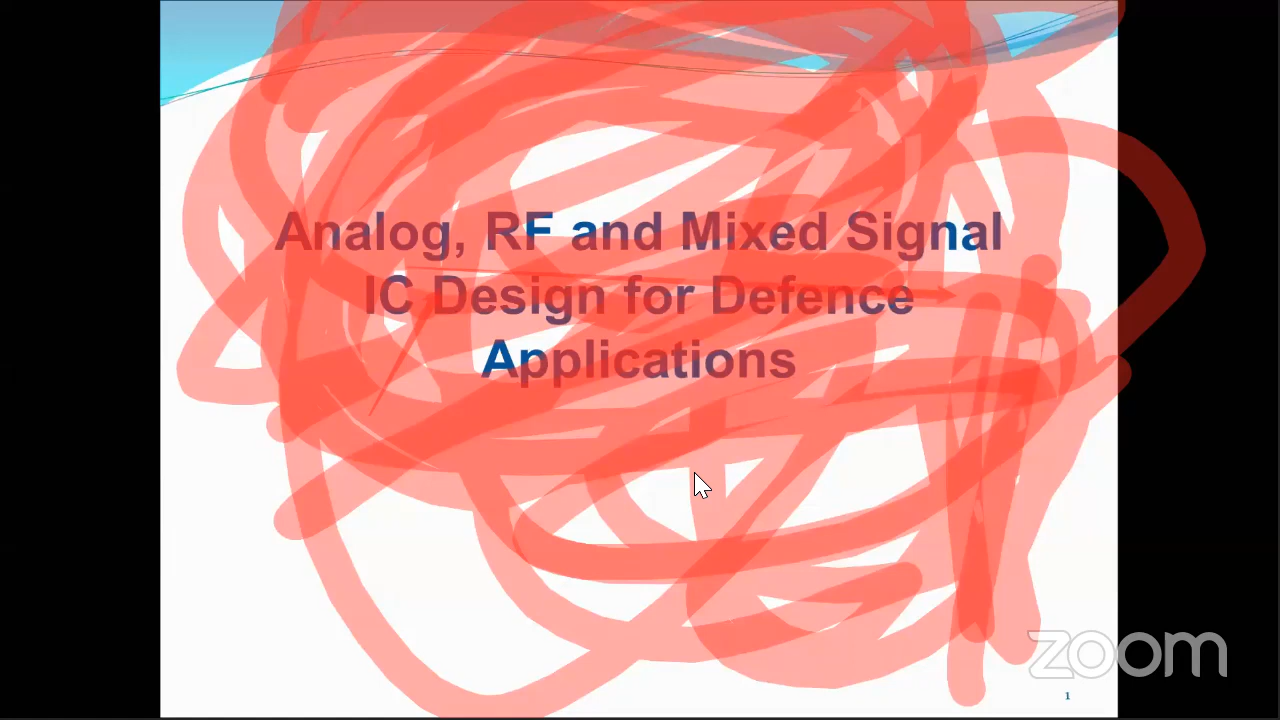 Analog, RF and Mixed Signal
IC Design for Defence
Applications
zoom
1